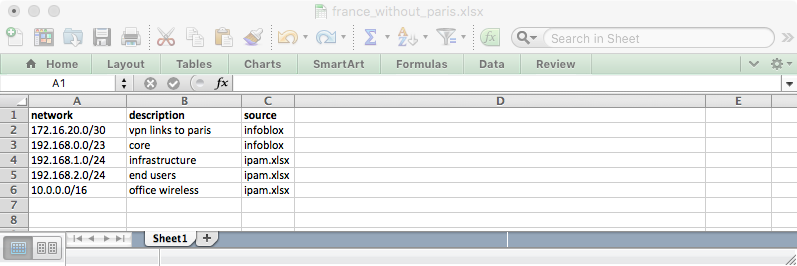 france_without_paris.xlsx
Search in Sheet
Home Layout Tables Charts SmartArt Formulas Data Review
A1 fx
A B C D E
1 network description source
2 172.16.20.0/30 vpn links to paris infoblox
3 192.168.0.0/23 core infoblox
4 192.168.1.0/24 infrastructure ipam.xlsx
5 192.168.2.0/24 end users ipam.xlsx
6 10.0.0.0/16 office wireless ipam.xlsx
7
8
Sheet1